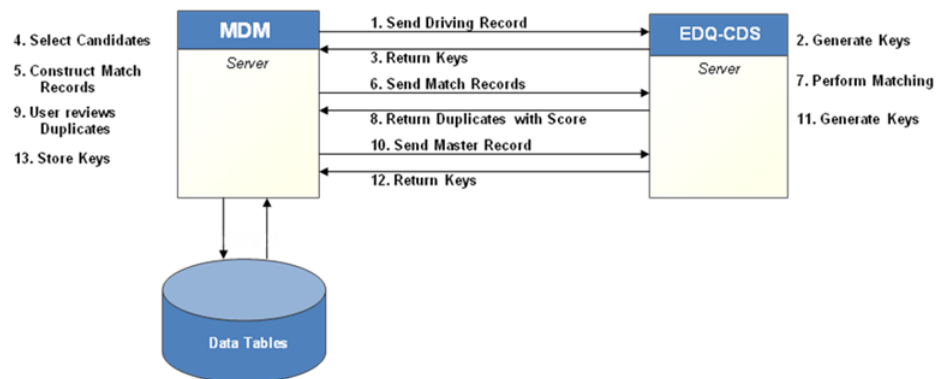 MDM
Server
EDQ-CDS
Server
1. Send Driving Record
2. Generate Keys
3. Return Keys
4. Select Candidates
5. Construct Match
Records
6. Send Match Records
7. Perform Matching
8. Return Duplicates with Score
9. User reviews
Duplicates
10. Send Master Record
11. Generate Keys
12. Return Keys
13. Store Keys
Data Tables